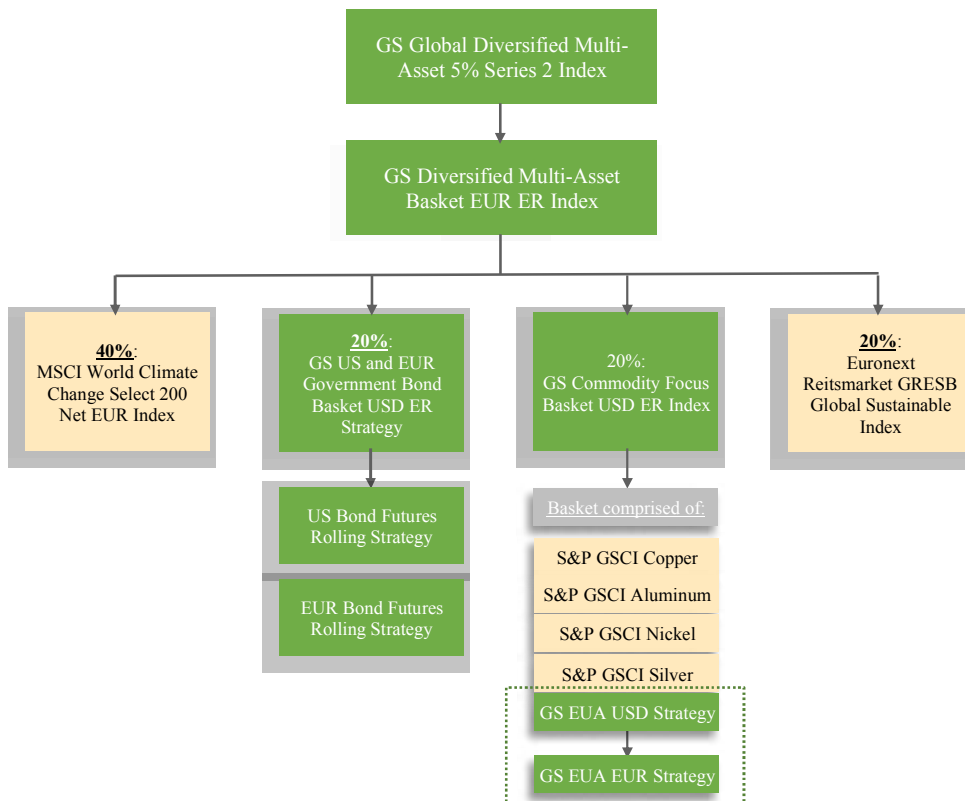 GS Global Diversified Multi-
Asset 5% Series 2 Index
GS Diversified Multi-Asset
Basket EUR ER Index
40%:
MSCI World Climate
Change Select 200
Net EUR Index
20%:
GS US and EUR
Government Bond
Basket USD ER
Strategy
20%:
GS Commodity Focus
Basket USD ER Index
20%:
Euronext
Reitsmarket GRESB
Global Sustainable
Index
US Bond Futures
Rolling Strategy
EUR Bond Futures
Rolling Strategy
Basket comprised of:
S&P GSCI Copper
S&P GSCI Aluminum
S&P GSCI Nickel
S&P GSCI Silver
GS EUA USD Strategy
GS EUA EUR Strategy